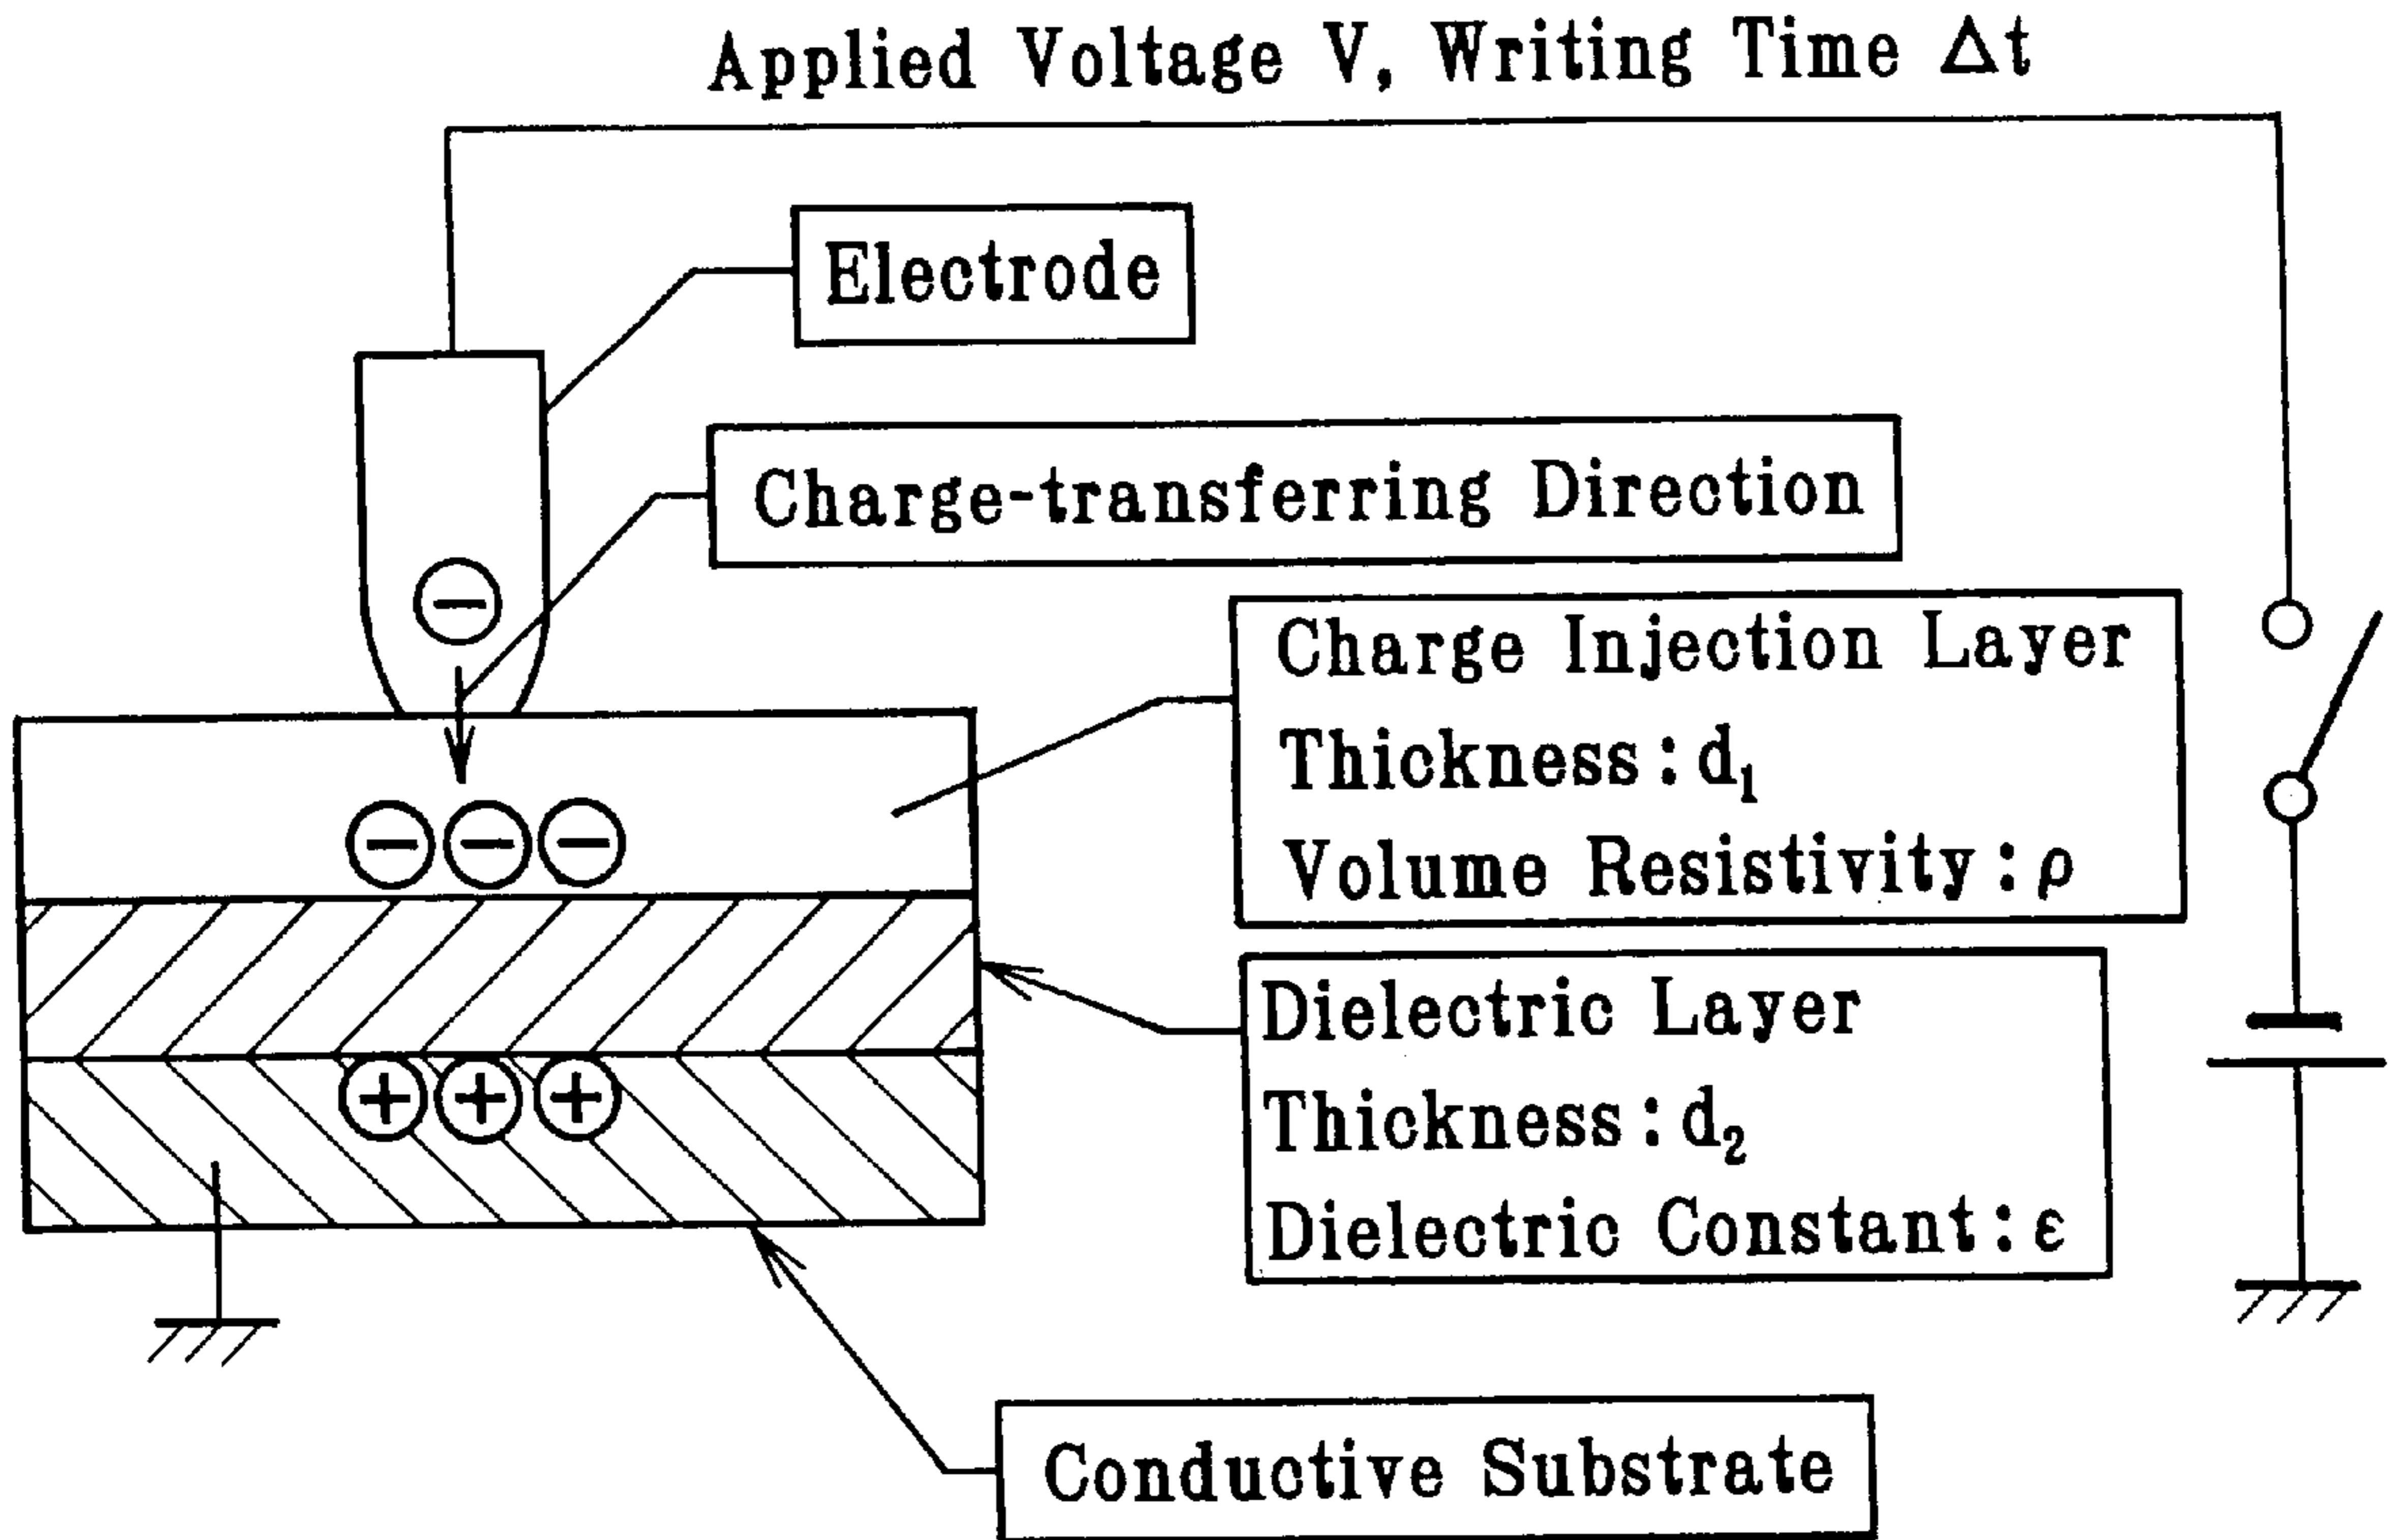 Applied Voltage V, Writing Time Δt
Electrode
Charge-transferring Direction
Charge Injection Layer
Thickness : d₁
Volume Resistivity : ρ
Dielectric Layer
Thickness : d₂
Dielectric Constant : ε
Conductive Substrate